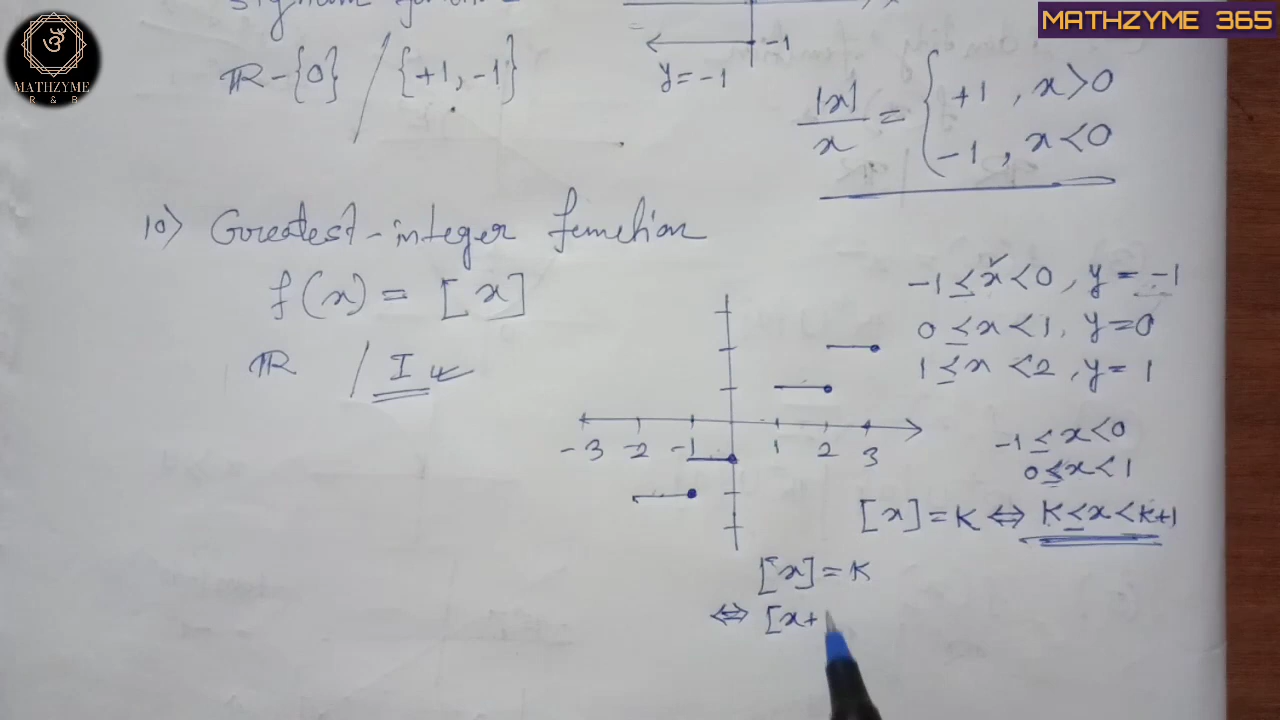 MATHZYME 365
ॐ
MATHZYME
R & B
-1
y = -1
ℝ - {0} / {+1, -1}
|x|/x = { +1 , x > 0
-1 , x < 0
10) Greatest-integer function
f(x) = [x]
ℝ / I
-1 ≤ x < 0, y = -1
0 ≤ x < 1, y = 0
1 ≤ x < 2, y = 1
-3 -2 -1 1 2 3
-1 ≤ x < 0
0 ≤ x < 1
[x] = K ⇔ K ≤ x < K+1
[x] = K
⇔ [x+